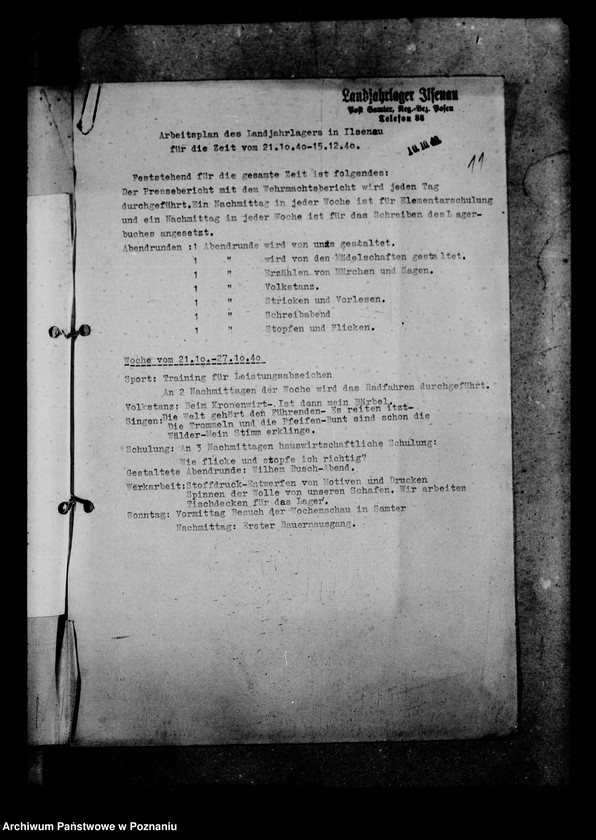 Landjahrlager Ilsenau
Post Samter, Reg.-Bez. Posen
Telefon 88
Arbeitsplan des Landjahrlagers in Ilsenau
für die Zeit vom 21.10.40-15.12.40.
11
Feststehend für die gesamte Zeit ist folgendes:
Der Pressebericht mit dem Wehrmachtsbericht wird jeden Tag
durchgeführt.Ein Nachmittag in jeder Woche ist für Elementarschulung
und ein Nachmittag in jeder Woche ist für das Schreiben des Lager-
buches angesetzt.
Abendrunden :1 Abendrunde wird von uns gestaltet.
1 " wird von den Mädelschaften gestaltet.
1 " Erzählen von Märchen und Sagen.
1 " Volkstanz.
1 " Stricken und Vorlesen.
1 " Schreibabend
1 " Stopfen und Flicken.
Woche vom 21.10.-27.10.40
Sport: Training für Leistungsabzeichen
An 2 Nachmittagen der Woche wird das Radfahren durchgeführt.
Volkstanz: Beim Kronenwirt-.Ist dann mein Bärbel.
Singen:Die Welt gehört den Führenden- Es reiten itzt-
Die Trommeln und die Pfeifen-Bunt sind schon die
Wälder-Mein Stimm erklinge.
Schulung: An 3 Nachmittagen hauswirtschaftliche Schulung:
Wie flicke und stopfe ich richtig?
Gestaltete Abendrunde: Wilhem Busch-Abend.
Werkarbeit:Stoffdruck-Entwerfen von Motiven und Drucken
Spinnen der Wolle von unseren Schafen. Wir arbeiten
Tischdecken für das Lager.
Sonntag: Vormittag Besuch der Wochenschau in Samter
Nachmittag: Erster Bauernausgang.
Archiwum Państwowe w Poznaniu